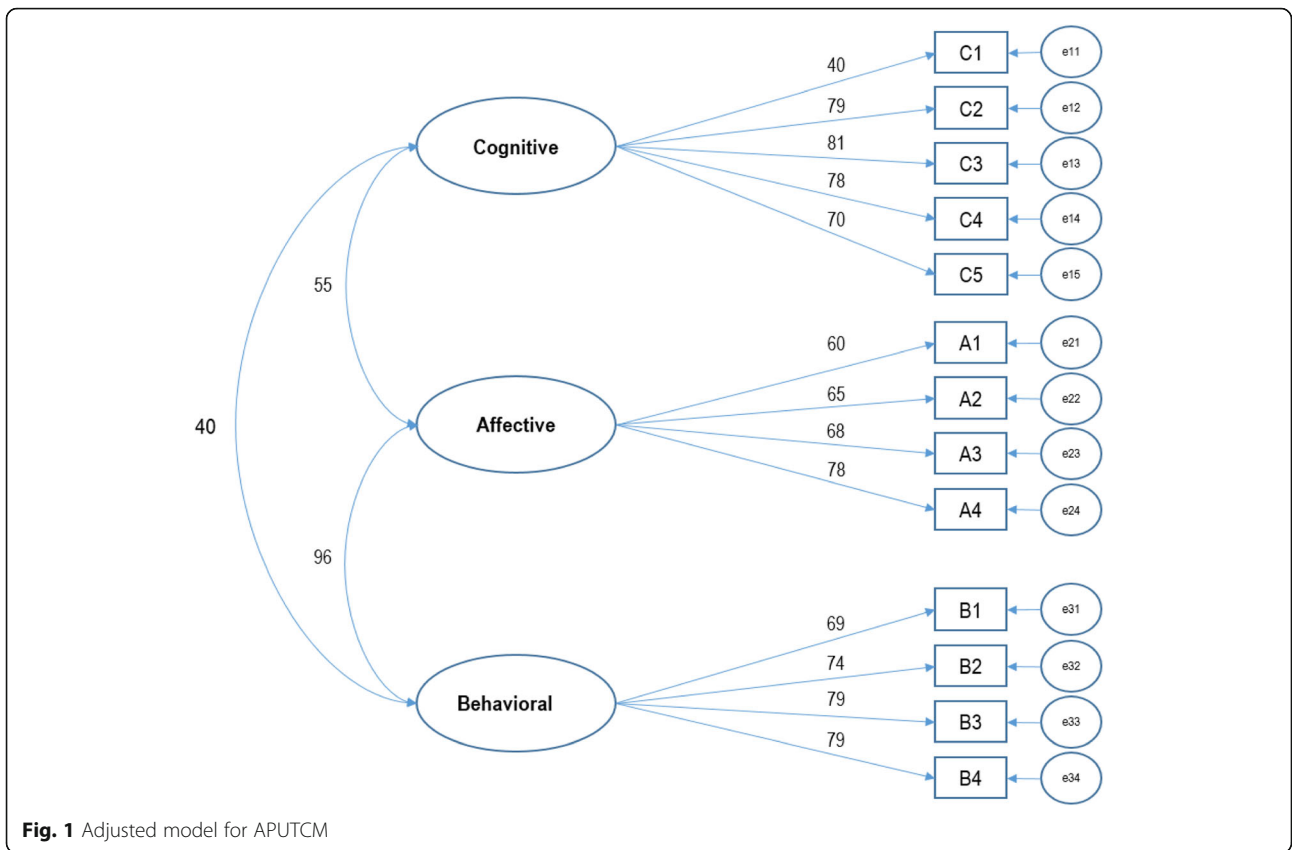 C1
e11
40
C2
e12
79
Cognitive
C3
e13
81
C4
e14
78
C5
e15
70
55
A1
e21
60
A2
e22
65
40
Affective
A3
e23
68
A4
e24
78
96
B1
e31
69
B2
e32
74
Behavioral
B3
e33
79
B4
e34
79
Fig. 1 Adjusted model for APUTCM